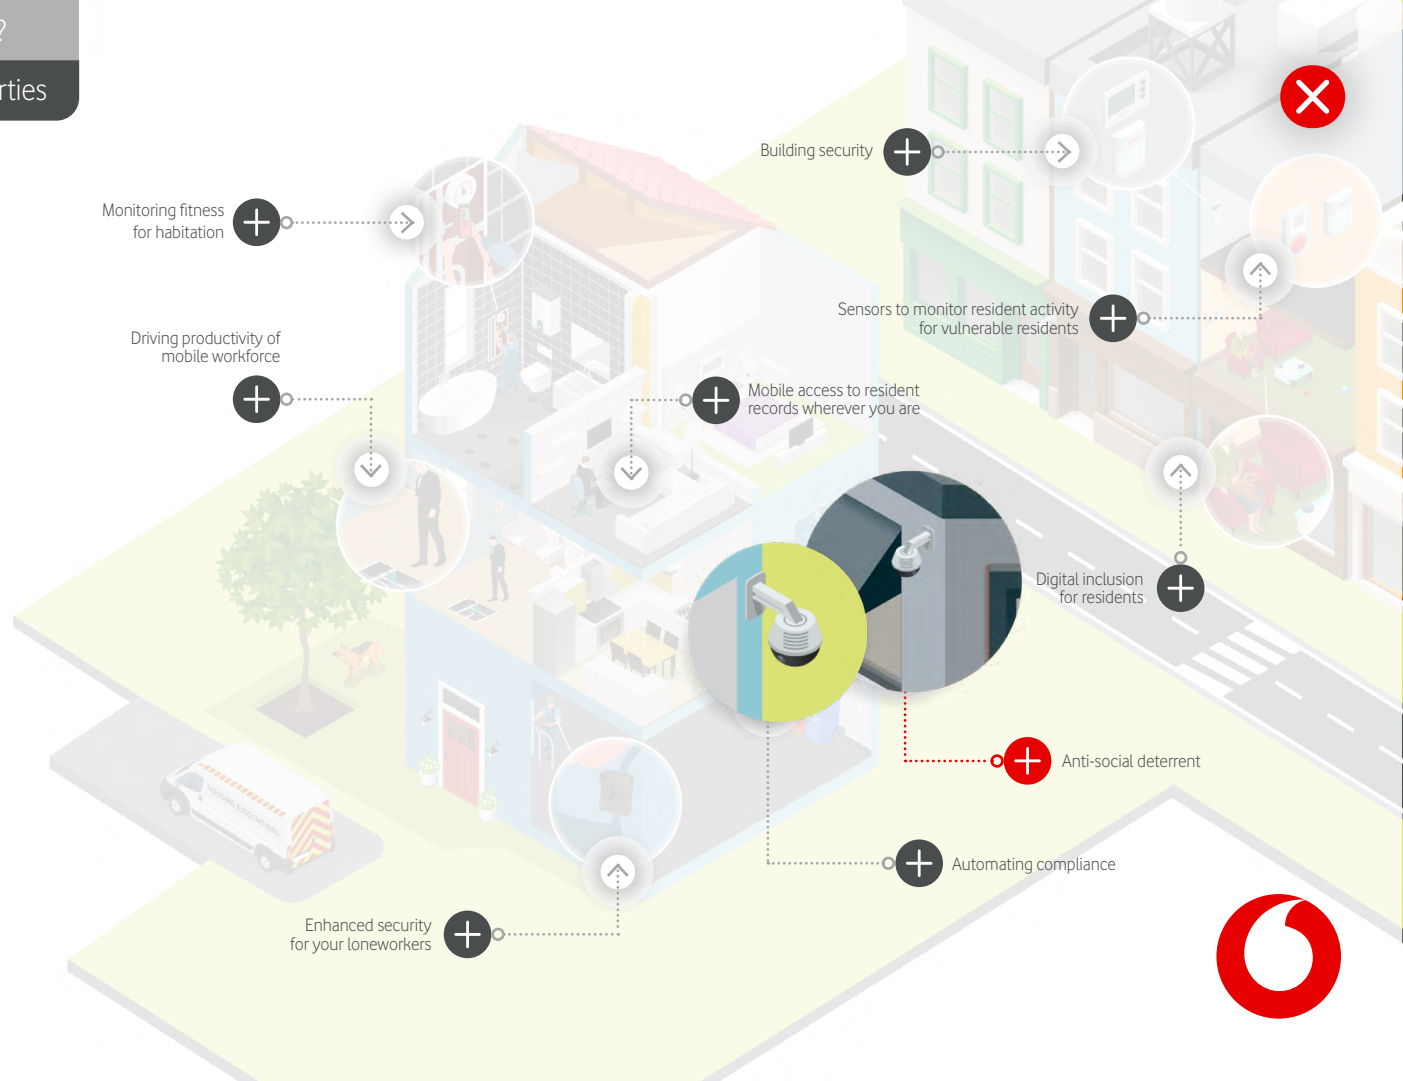 ?
rties
Building security
Monitoring fitness
for habitation
Sensors to monitor resident activity
for vulnerable residents
Driving productivity of
mobile workforce
Mobile access to resident
records wherever you are
Digital inclusion
for residents
Anti-social deterrent
HOUSING ASSOCIATIONS
Automating compliance
Enhanced security
for your loneworkers